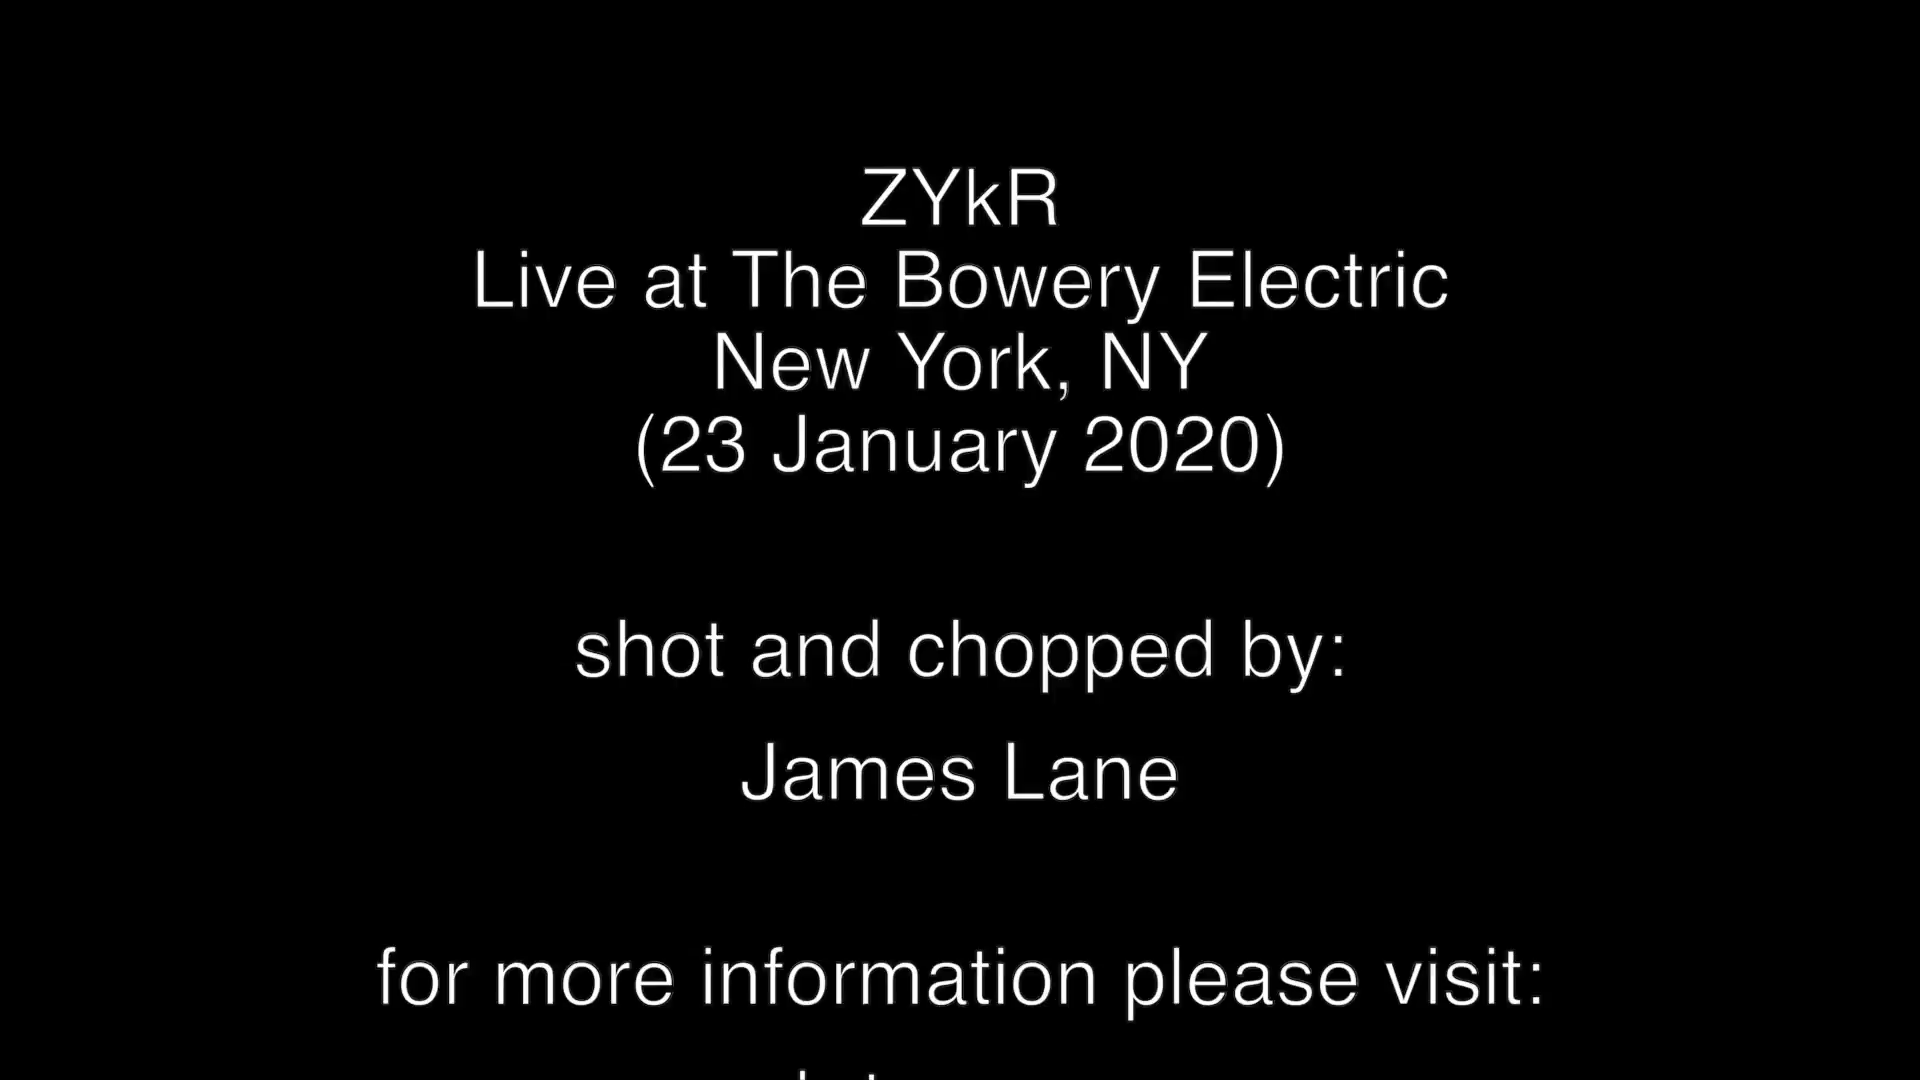 ZYkR
Live at The Bowery Electric
New York, NY
(23 January 2020)
shot and chopped by:
James Lane
for more information please visit: